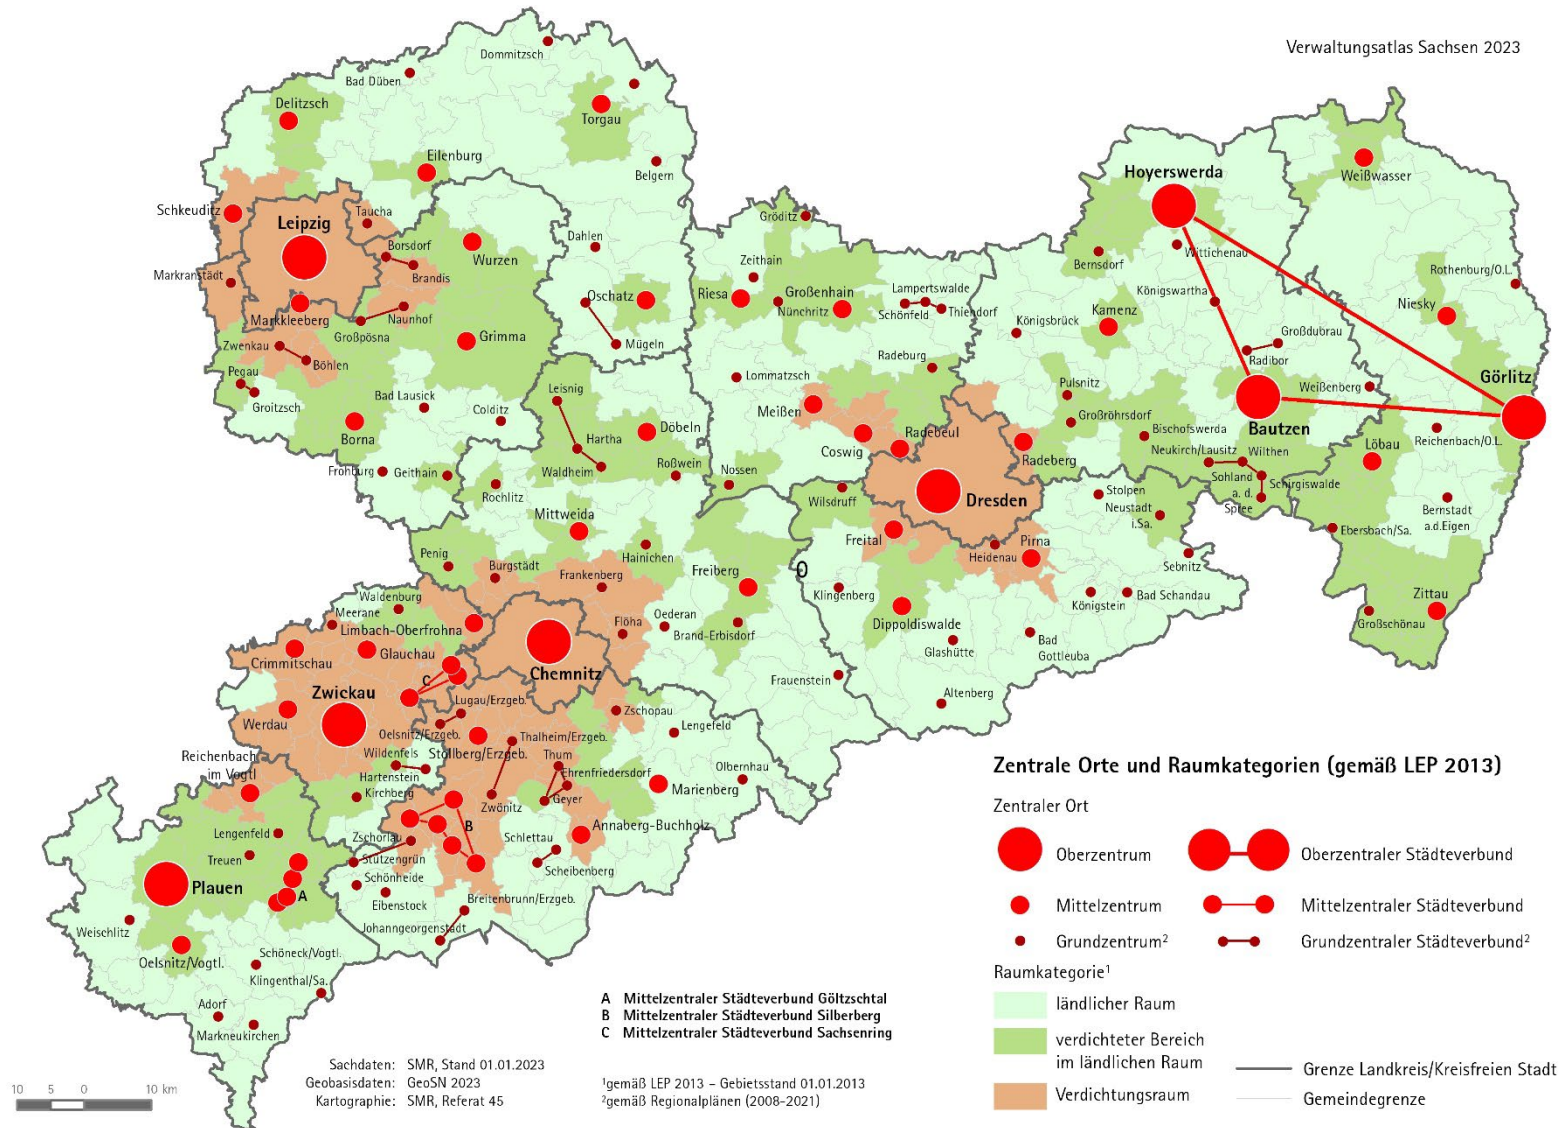 Verwaltungsatlas Sachsen 2023
Dommitzsch
Bad Düben
Delitzsch
Torgau
Eilenburg
Belgern
Schkeuditz
Leipzig
Taucha
Borsdorf
Brandis
Wurzen
Dahlen
Markranstädt
Markkleeberg
Naunhof
Großpösna
Grimma
Oschatz
Mügeln
Zwenkau
Böhlen
Pegau
Groitzsch
Bad Lausick
Colditz
Borna
Frohburg
Geithain
Leisnig
Hartha
Waldheim
Döbeln
Roßwein
Rochlitz
Mittweida
Hainichen
Penig
Burgstädt
Frankenberg
Gröditz
Zeithain
Riesa
Nünchritz
Großenhain
Lampertswalde
Schönfeld
Thiendorf
Radeburg
Lommatzsch
Meißen
Coswig
Radebeul
Radeberg
Nossen
Wilsdruff
Dresden
Freital
Heidenau
Pirna
Freiberg
0
Klingenberg
Dippoldiswalde
Glashütte
Bad
Gottleuba
Altenberg
Königstein
Bad Schandau
Sebnitz
Stolpen
Neustadt
i.Sa.
Hoyerswerda
Weißwasser
Wittichenau
Bernsdorf
Königswartha
Kamenz
Königsbrück
Großdubrau
Radibor
Rothenburg/O.L.
Niesky
Görlitz
Weißenberg
Bautzen
Pulsnitz
Großröhrsdorf
Bischofswerda
Neukirch/Lausitz
Wilthen
Sohland
a. d.
Spree
Schirgiswalde
Löbau
Reichenbach/O.L.
Bernstadt
a.d.Eigen
Ebersbach/Sa.
Zittau
Großschönau
Waldenburg
Meerane
Limbach-Oberfrohna
Glauchau
Crimmitschau
Zwickau
Werdau
C
Chemnitz
Flöha
Oederan
Brand-Erbisdorf
Frauenstein
Lugau/Erzgeb.
Oelsnitz/Erzgeb.
Stollberg/Erzgeb.
Thalheim/Erzgeb.
Zschopau
Lengefeld
Olbernhau
Marienberg
Thum
Ehrenfriedersdorf
Geyer
Zwönitz
Annaberg-Buchholz
Schlettau
Scheibenberg
Wildenfels
Hartenstein
Kirchberg
Reichenbach
im Vogtl
Zschorlau
B
Stützengrün
Schönheide
Eibenstock
Breitenbrunn/Erzgeb.
Johanngeorgenstadt
Lengenfeld
Treuen
Plauen
A
Weischlitz
Oelsnitz/Vogtl.
Schöneck/Vogtl.
Klingenthal/Sa.
Adorf
Markneukirchen
Zentrale Orte und Raumkategorien (gemäß LEP 2013)
Zentraler Ort
Oberzentrum
Oberzentraler Städteverbund
Mittelzentrum
Mittelzentraler Städteverbund
Grundzentrum²
Grundzentraler Städteverbund²
Raumkategorie¹
ländlicher Raum
verdichteter Bereich
im ländlichen Raum
Verdichtungsraum
Grenze Landkreis/Kreisfreien Stadt
Gemeindegrenze
A Mittelzentraler Städteverbund Göltzschtal
B Mittelzentraler Städteverbund Silberberg
C Mittelzentraler Städteverbund Sachsenring
Sachdaten: SMR, Stand 01.01.2023
Geobasisdaten: GeoSN 2023
Kartographie: SMR, Referat 45
¹gemäß LEP 2013 – Gebietsstand 01.01.2013
²gemäß Regionalplänen (2008-2021)
10 5 0 10 km